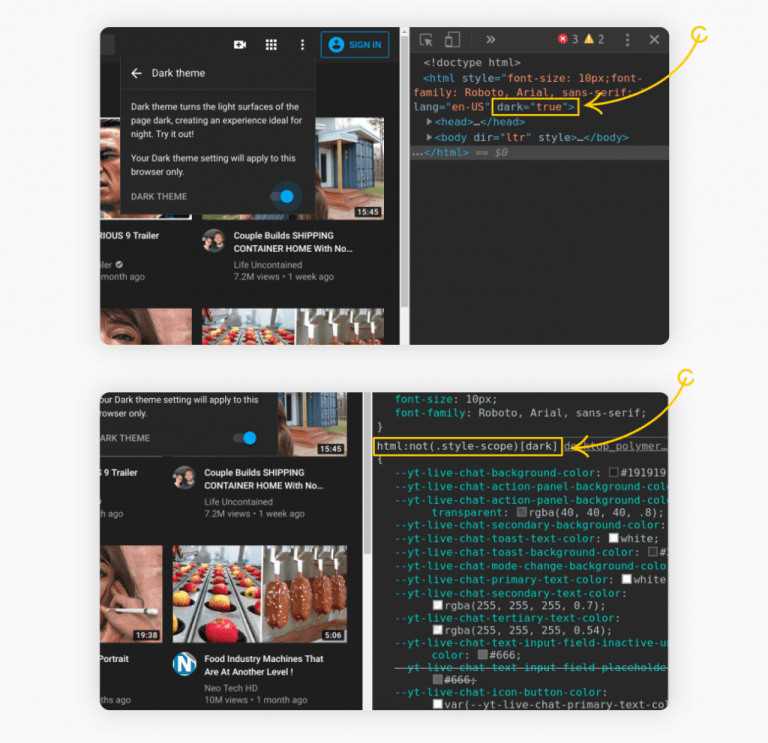 SIGN IN
Dark theme
Dark theme turns the light surfaces of the
page dark, creating an experience ideal for
night. Try it out!
Your Dark theme setting will apply to this
browser only.
DARK THEME
15:45
RIOUS 9 Trailer
month ago
Couple Builds SHIPPING
CONTAINER HOME With No…
Life Uncontained
7.2M views • 1 week ago
» 3 2
<!doctype html>
<html style="font-size: 10px;font-
family: Roboto, Arial, sans-serif;
lang="en-US" dark="true">
<head>…</head>
<body dir="ltr" style>…</body>
…</html> == $0
our Dark theme setting will apply to this
rowser only.
ARK THEME
15:45
9 Trailer
h ago
Couple Builds SHIPPING
CONTAINER HOME With No…
Life Uncontained
7.2M views • 1 week ago
19:38
5:06
Portrait
ths ago
N
Food Industry Machines That
Are At Another Level !
Neo Tech HD
10M views • 1 month ago
font-size: 10px;
font-family: Roboto, Arial, sans-serif;
}
html:not(.style-scope)[dark] desktop_polymer…
{
--yt-live-chat-background-color: #191919
--yt-live-chat-action-panel-background-colo
--yt-live-chat-action-panel-background-colo
transparent: rgba(40, 40, 40, .8);
--yt-live-chat-secondary-background-color:
--yt-live-chat-toast-text-color: white;
--yt-live-chat-toast-background-color:
--yt-live-chat-mode-change-background-color
--yt-live-chat-primary-text-color: white
--yt-live-chat-secondary-text-color:
rgba(255, 255, 255, 0.7);
--yt-live-chat-tertiary-text-color:
rgba(255, 255, 255, 0.54);
--yt-live-chat-text-input-field-inactive-un
color: #666;
--yt-live-chat-text-input-field-placeholde
#666;
--yt-live-chat-icon-button-color:
var(--yt-live-chat-primary-text-co